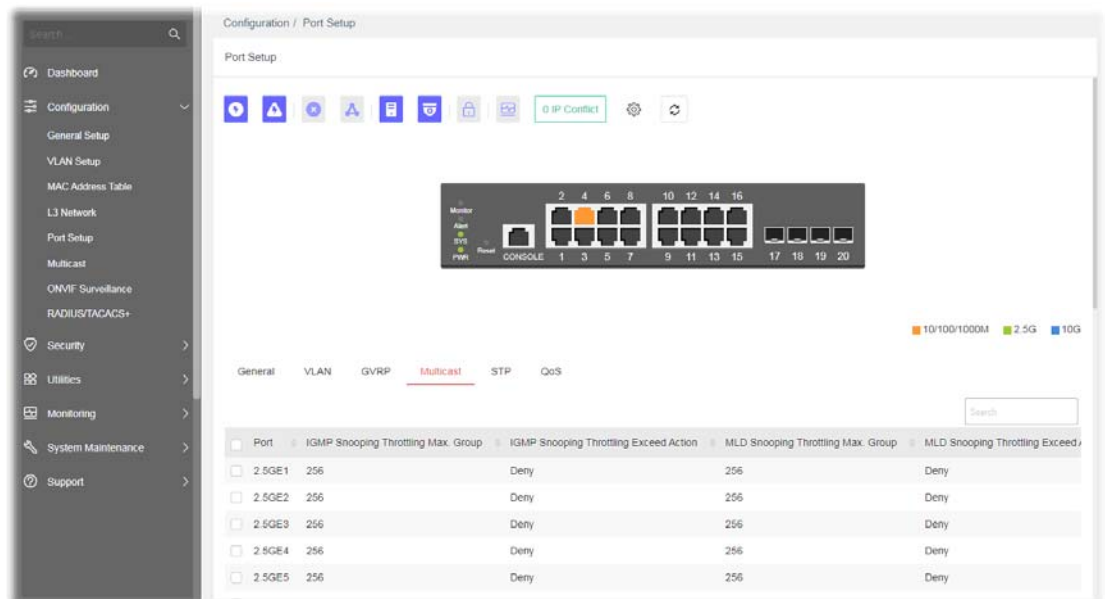 Search...
Configuration / Port Setup
Port Setup
Dashboard
Configuration
General Setup
VLAN Setup
MAC Address Table
L3 Network
Port Setup
Multicast
ONVIF Surveillance
RADIUS/TACACS+
Security
Utilities
Monitoring
System Maintenance
Support
0 IP Conflict
2 4 6 8 10 12 14 16
Monitor
Alert
SYS
PWR
Reset
CONSOLE 1 3 5 7 9 11 13 15 17 18 19 20
10/100/1000M 2.5G 10G
General VLAN GVRP Multicast STP QoS
Search
Port IGMP Snooping Throttling Max. Group IGMP Snooping Throttling Exceed Action MLD Snooping Throttling Max. Group MLD Snooping Throttling Exceed
2.5GE1 256 Deny 256 Deny
2.5GE2 256 Deny 256 Deny
2.5GE3 256 Deny 256 Deny
2.5GE4 256 Deny 256 Deny
2.5GE5 256 Deny 256 Deny